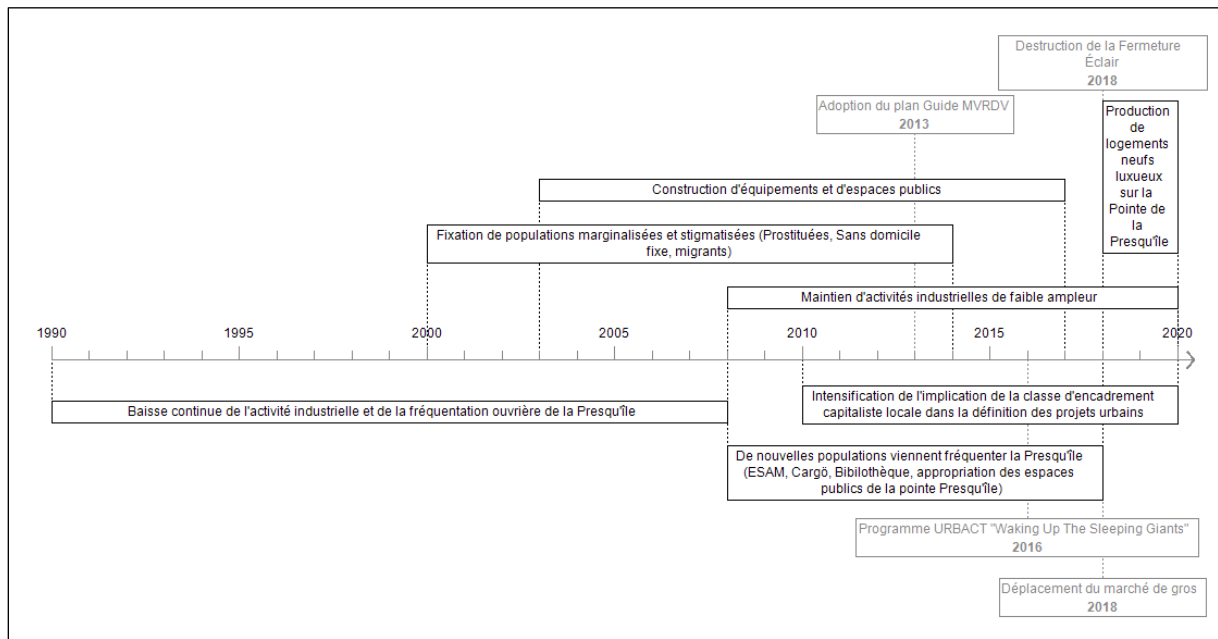 Destruction de la Fermeture
Éclair
2018
Adoption du plan Guide MVRDV
2013
Production
de
logements
neufs
luxueux
sur la
Pointe de
la
Presqu'île
Construction d'équipements et d'espaces publics
Fixation de populations marginalisées et stigmatisées (Prostituées, Sans domicile
fixe, migrants)
Maintien d'activités industrielles de faible ampleur
1990 1995 2000 2005 2010 2015 2020
Baisse continue de l'activité industrielle et de la fréquentation ouvrière de la Presqu'île
Intensification de l'implication de la classe d'encadrement
capitaliste locale dans la définition des projets urbains
De nouvelles populations viennent fréquenter la Presqu'île
(ESAM, Cargö, Bibilothèque, appropriation des espaces
publics de la pointe Presqu'île)
Programme URBACT "Waking Up The Sleeping Giants"
2016
Déplacement du marché de gros
2018